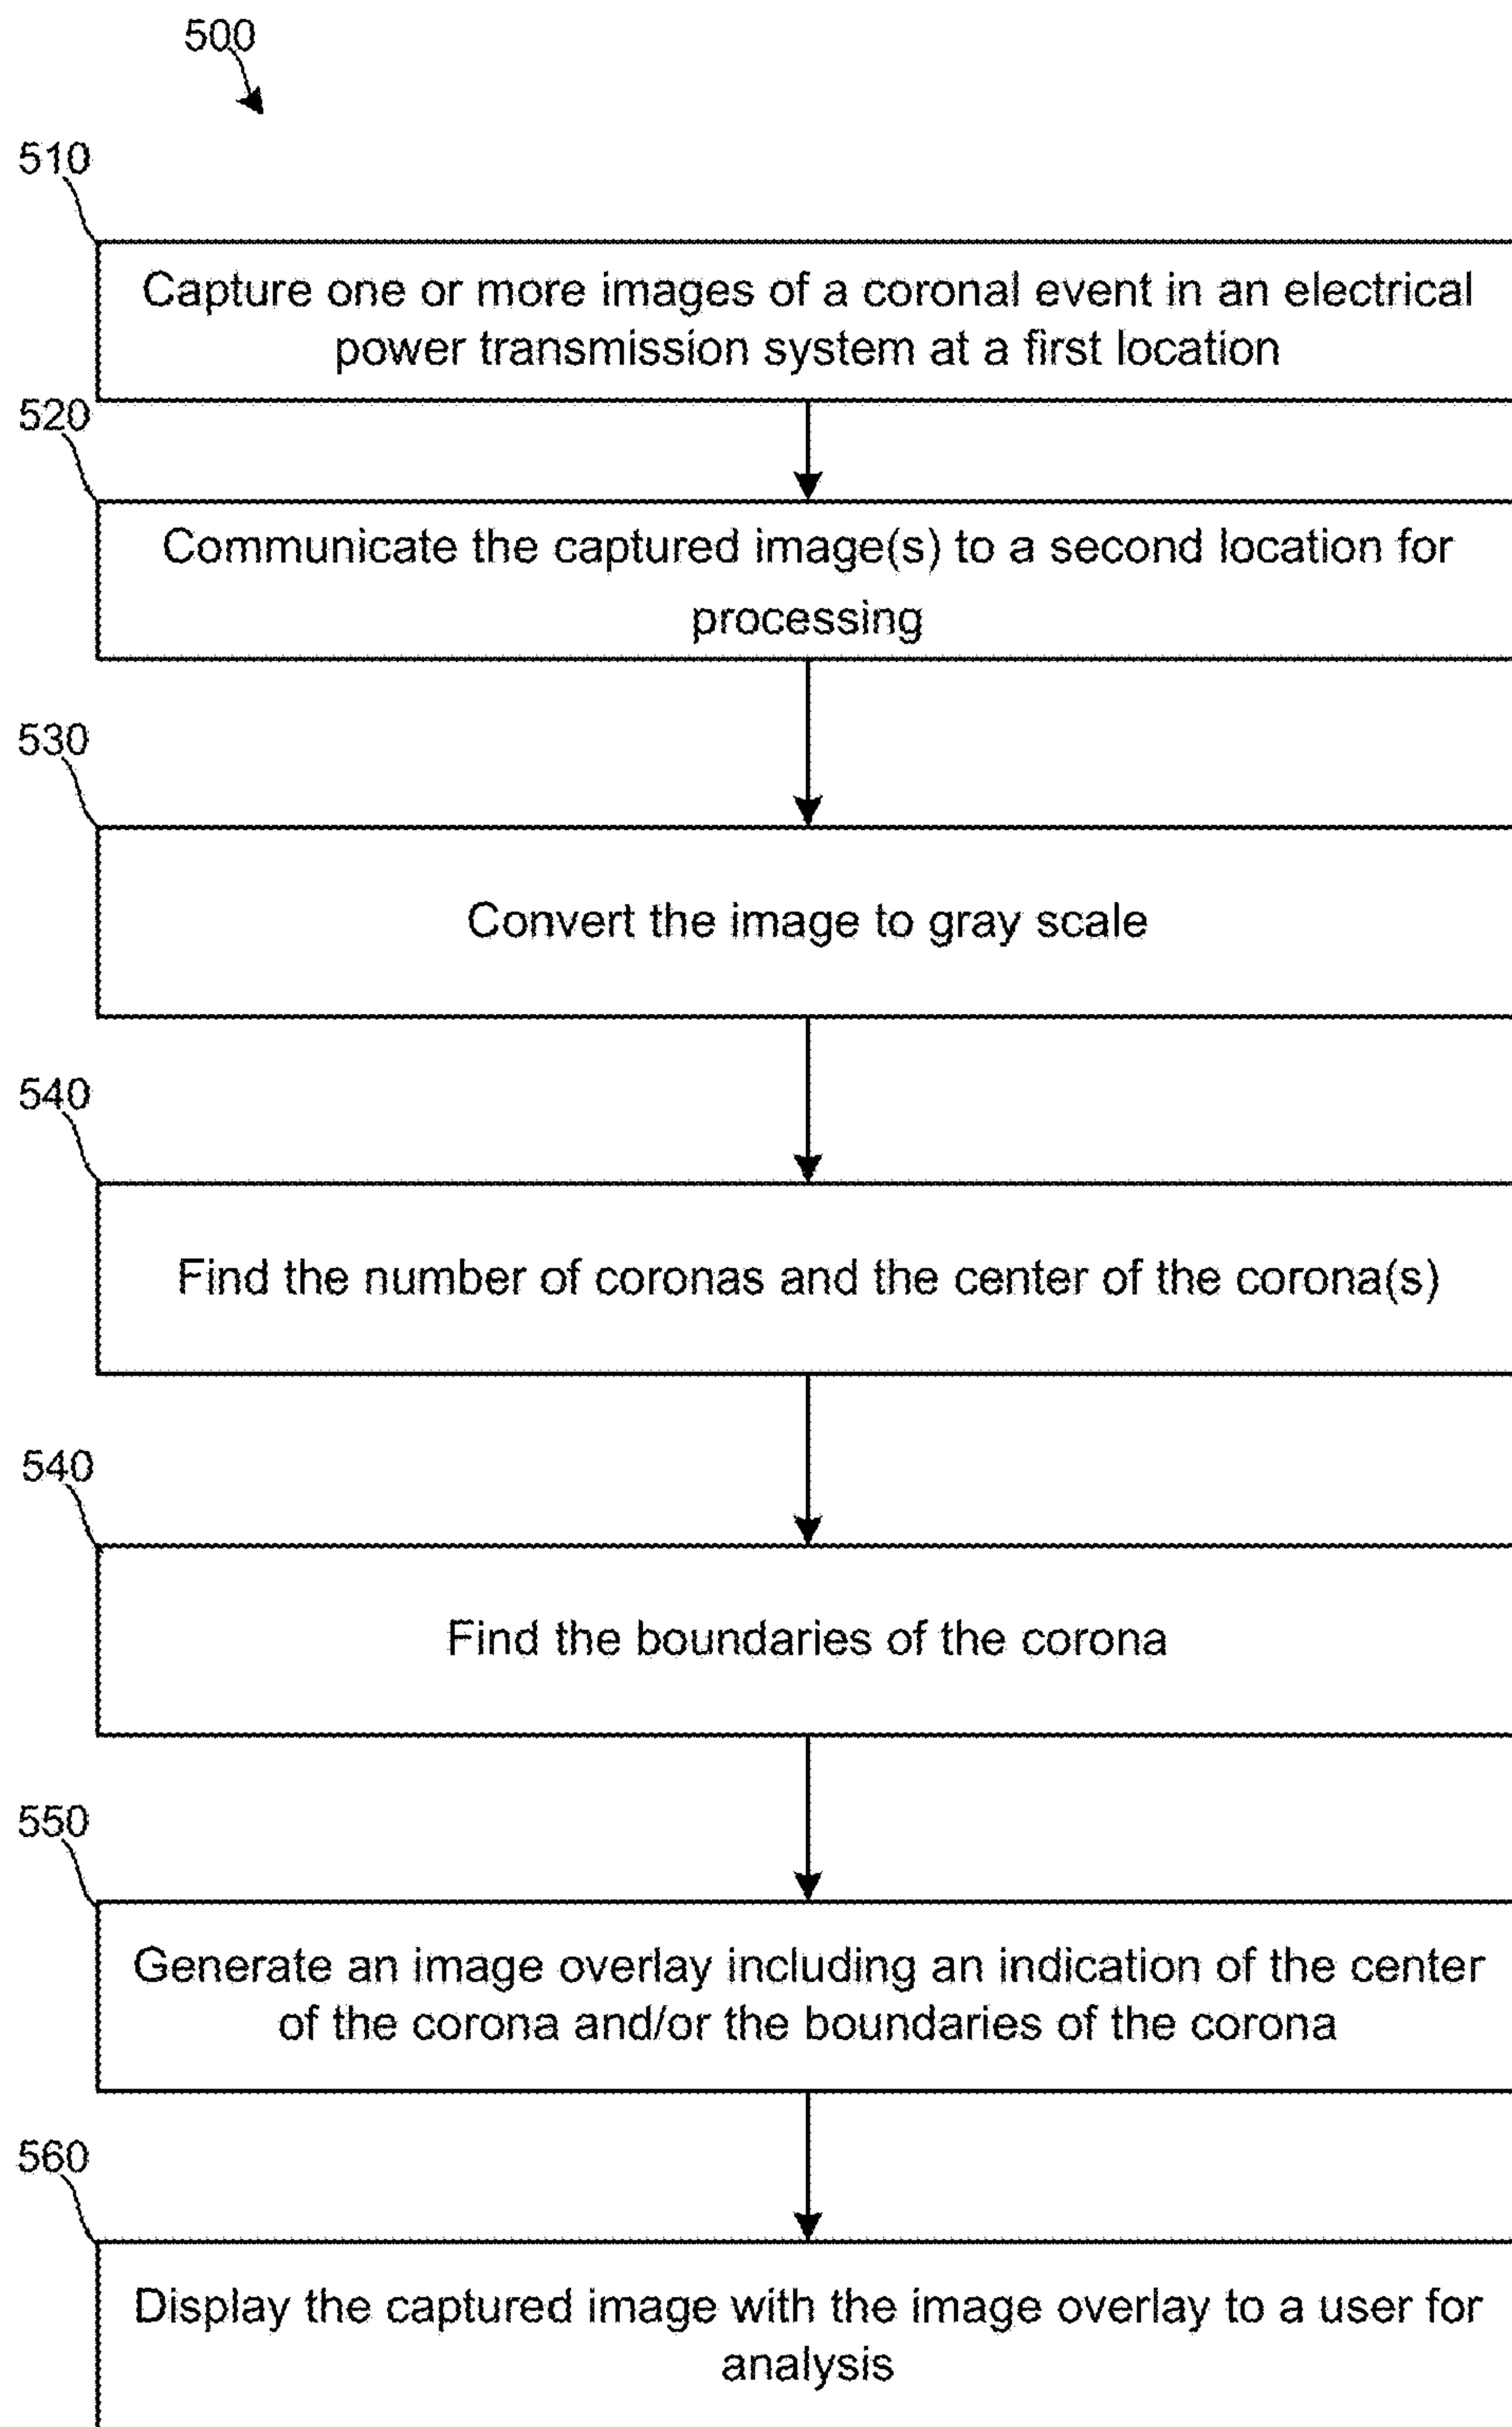 500
510
Capture one or more images of a coronal event in an electrical
power transmission system at a first location
520
Communicate the captured image(s) to a second location for
processing
530
Convert the image to gray scale
540
Find the number of coronas and the center of the corona(s)
540
Find the boundaries of the corona
550
Generate an image overlay including an indication of the center
of the corona and/or the boundaries of the corona
560
Display the captured image with the image overlay to a user for
analysis